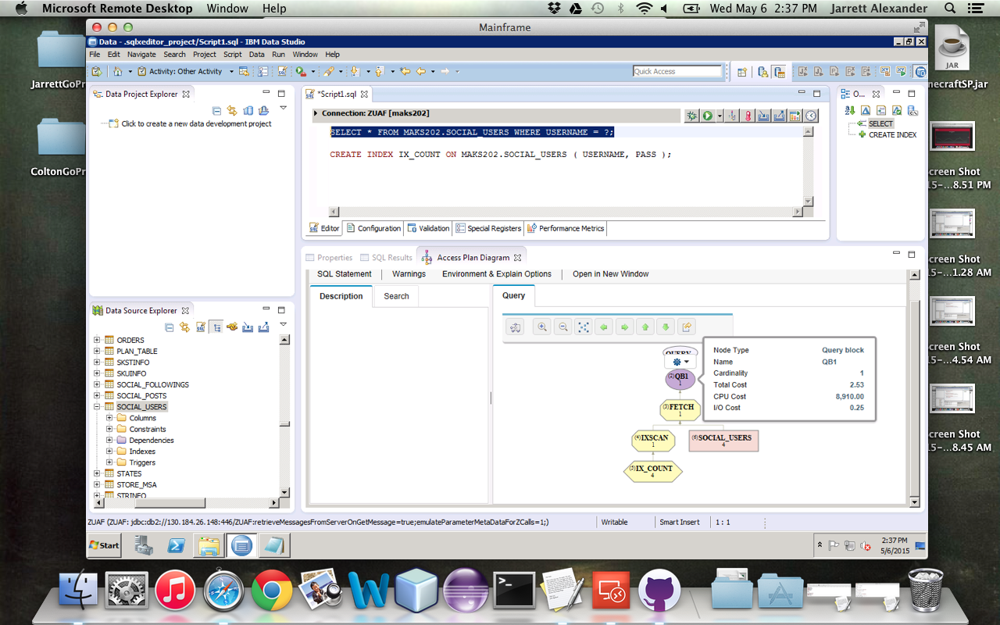 Microsoft Remote Desktop Window Help Wed May 6 2:37 PM Jarrett Alexander
Mainframe
Data - .sqlxeditor_project/Script1.sql - IBM Data Studio
File Edit Navigate Search Project Script Data Run Window Help
Activity: Other Activity Quick Access
JarrettGoPr
ColtonGoPr
Data Project Explorer
Click to create a new data development project
*Script1.sql
Connection: ZUAF [maks202]
SELECT * FROM MAKS202.SOCIAL_USERS WHERE USERNAME = ?;
CREATE INDEX IX_COUNT ON MAKS202.SOCIAL_USERS ( USERNAME, PASS );
Editor Configuration Validation Special Registers Performance Metrics
O...
SELECT
CREATE INDEX
JAR
necraftSP.jar
creen Shot
15-...8.51 PM
creen Shot
15-...1.28 AM
creen Shot
15-...4.54 AM
creen Shot
15-...8.45 AM
Data Source Explorer
ORDERS
PLAN_TABLE
SKSTINFO
SKUINFO
SOCIAL_FOLLOWINGS
SOCIAL_POSTS
SOCIAL_USERS
Columns
Constraints
Dependencies
Indexes
Triggers
STATES
STORE_MSA
STRINFO
Properties SQL Results Access Plan Diagram
SQL Statement Warnings Environment & Explain Options Open in New Window
Description Search
Query
QUERY
(2)QB1
1
(3)FETCH
1
(4)IXSCAN
1
(6)SOCIAL_USERS
4
(5)IX_COUNT
4
Node Type Query block
Name QB1
Cardinality 1
Total Cost 2.53
CPU Cost 8,910.00
I/O Cost 0.25
ZUAF (ZUAF: jdbc:db2://130.184.26.148:446/ZUAF:retrieveMessagesFromServerOnGetMessage=true;emulateParameterMetaDataForZCalls=1;) Writable Smart Insert 1 : 1
Start
2:37 PM
5/6/2015